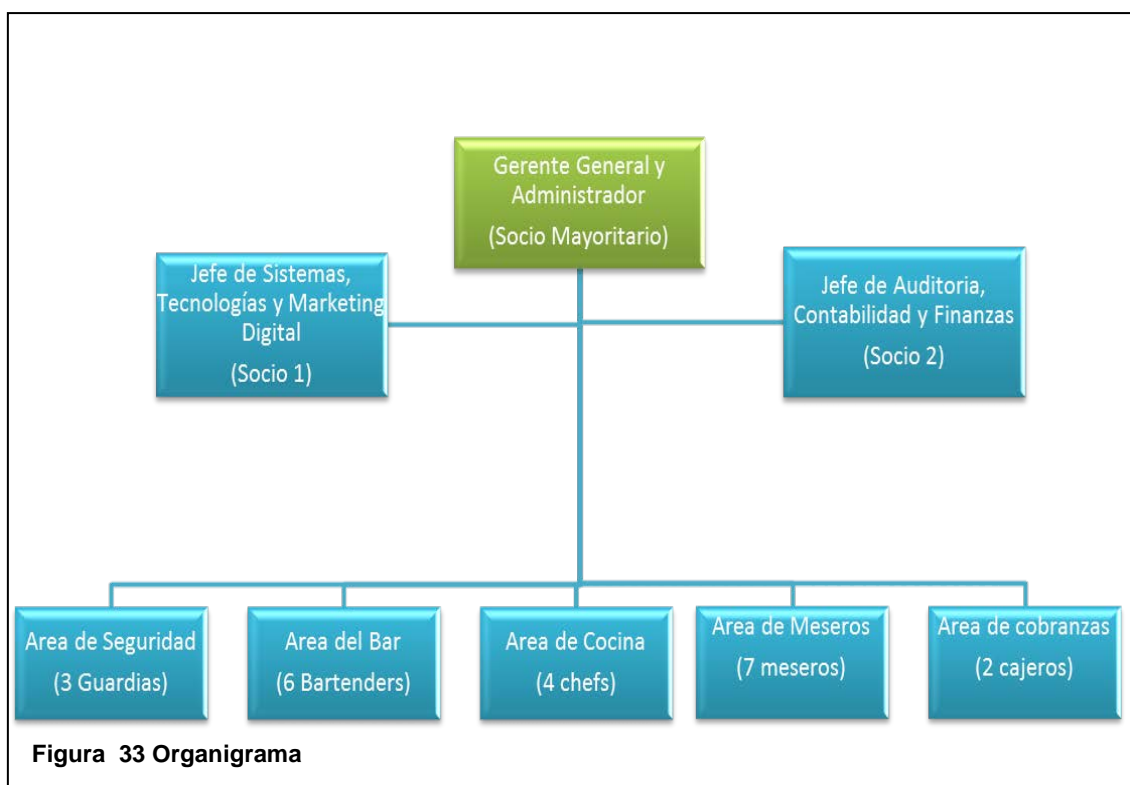 Gerente General y
Administrador
(Socio Mayoritario)
Jefe de Sistemas,
Tecnologías y Marketing
Digital
(Socio 1)
Jefe de Auditoria,
Contabilidad y Finanzas
(Socio 2)
Area de Seguridad
(3 Guardias)
Area del Bar
(6 Bartenders)
Area de Cocina
(4 chefs)
Area de Meseros
(7 meseros)
Area de cobranzas
(2 cajeros)
Figura 33 Organigrama